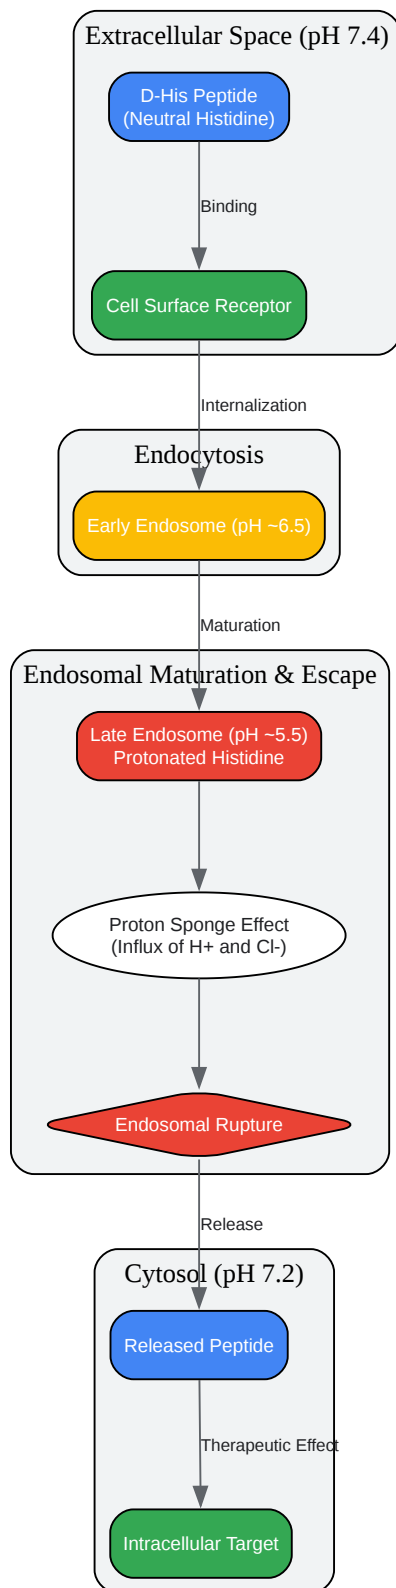 Extracellular Space (pH 7.4)
D-His Peptide
(Neutral Histidine)
Binding
Cell Surface Receptor
Internalization
Endocytosis
Early Endosome (pH ~6.5)
Maturation
Endosomal Maturation & Escape
Late Endosome (pH ~5.5)
Protonated Histidine
Proton Sponge Effect
(Influx of H+ and Cl-)
Endosomal Rupture
Release
Cytosol (pH 7.2)
Released Peptide
Therapeutic Effect
Intracellular Target